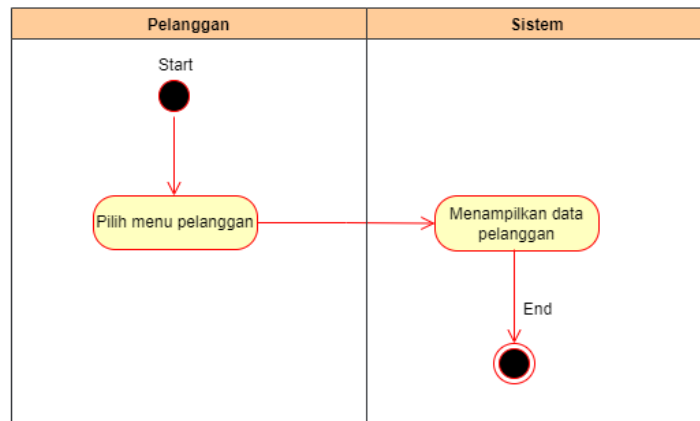 Pelanggan
Sistem
Start
Pilih menu pelanggan
Menampilkan data
pelanggan
End